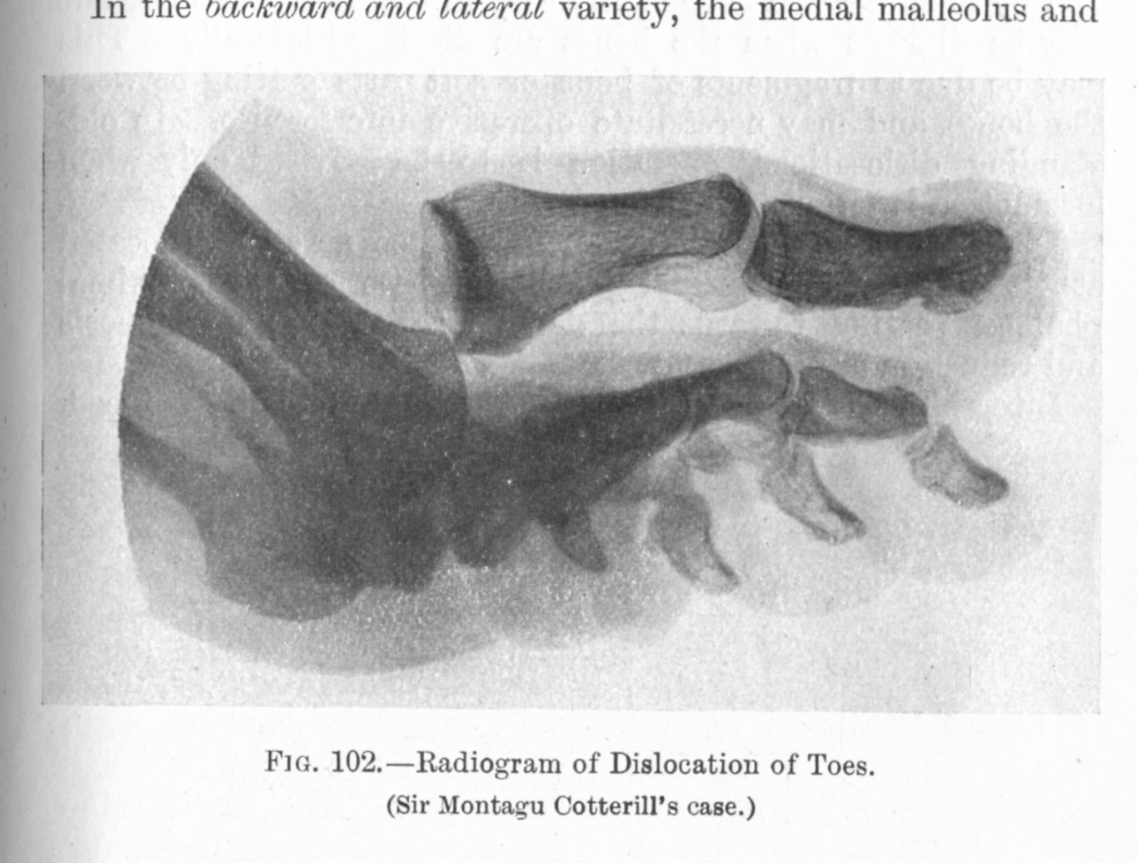 In the backward and lateral variety, the medial malleolus and
Fig. 102.—Radiogram of Dislocation of Toes.
(Sir Montagu Cotterill's case.)